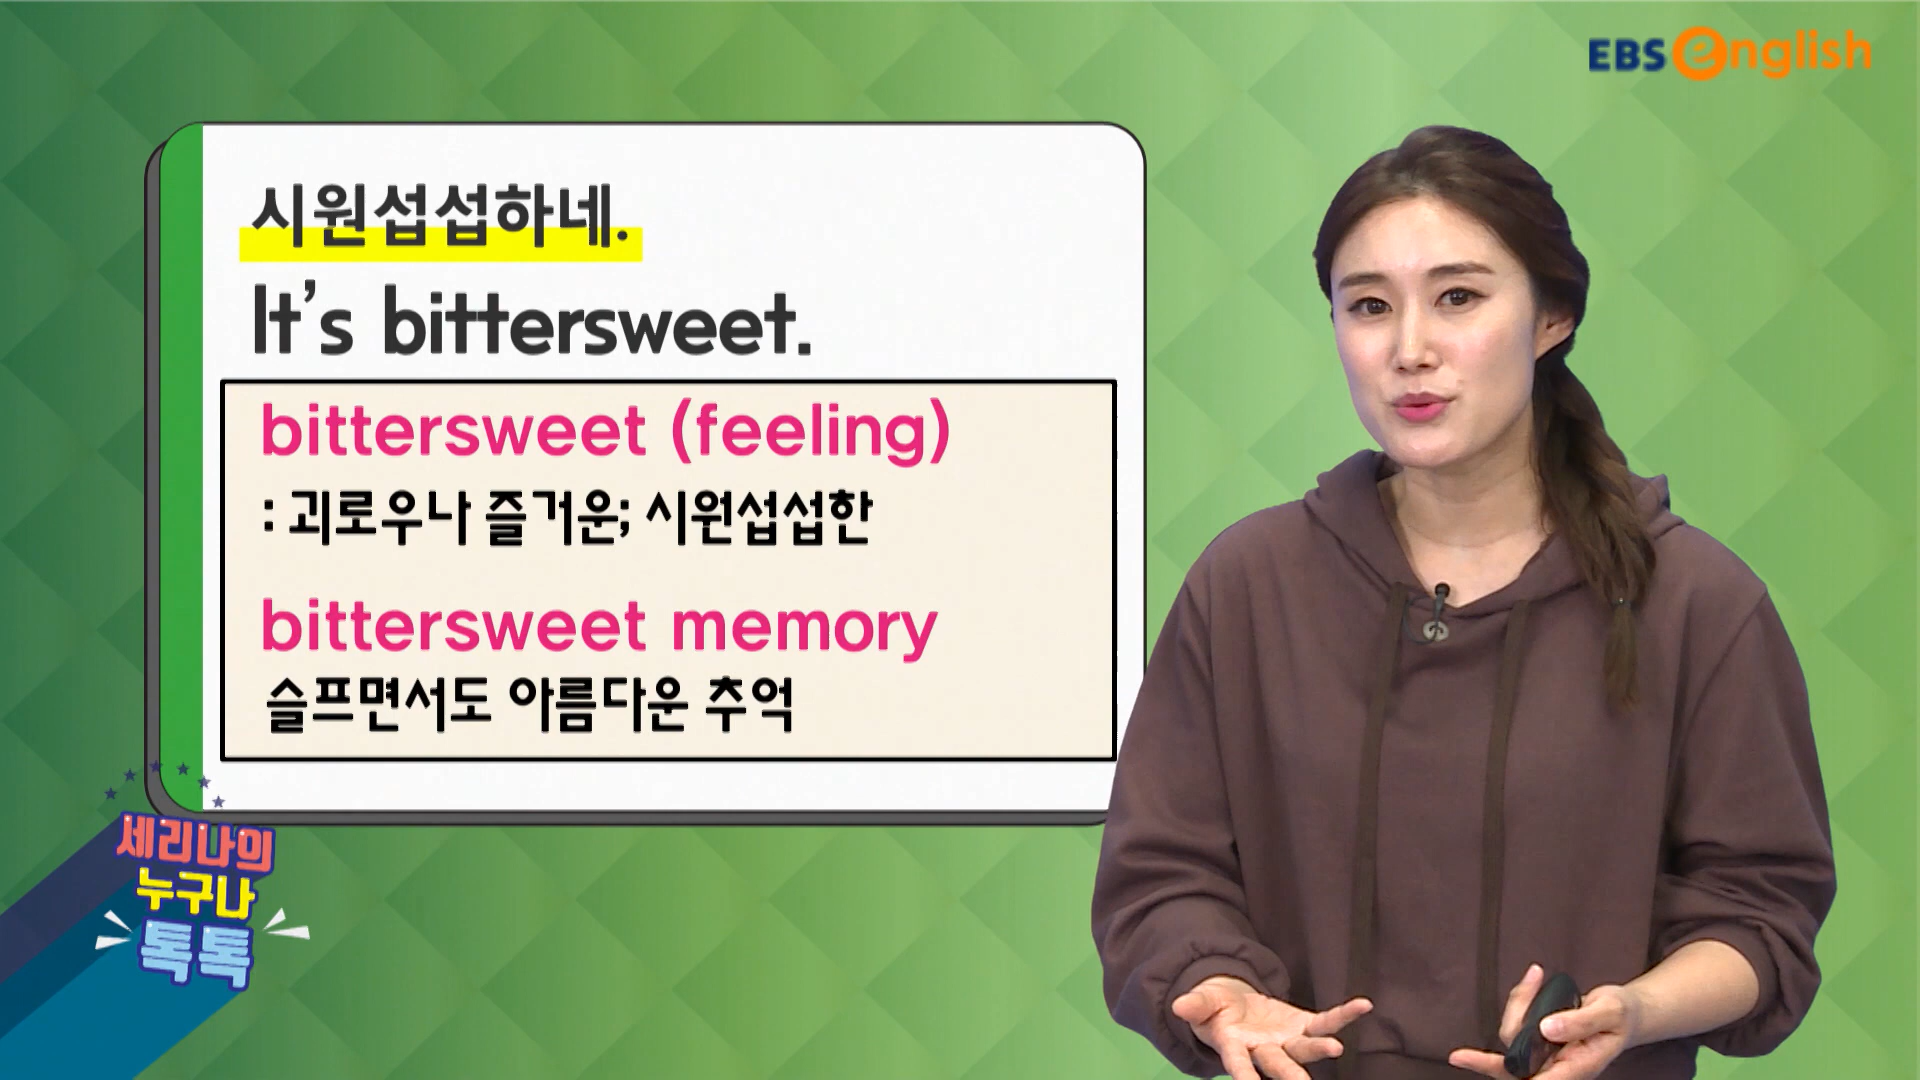 EBS English
시원섭섭하네.
It's bittersweet.
bittersweet (feeling)
: 괴로우나 즐거운; 시원섭섭한
bittersweet memory
슬프면서도 아름다운 추억
세리나의
누구나
톡톡